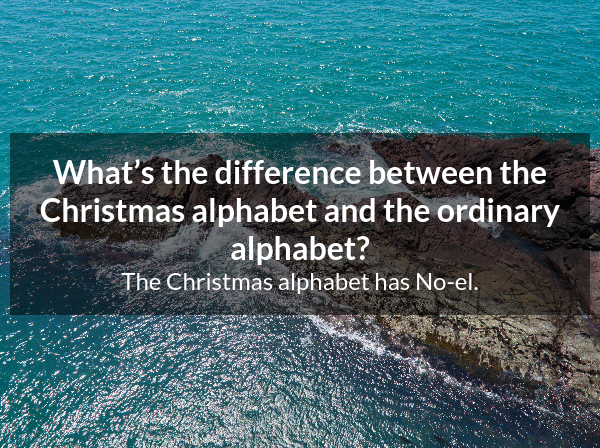 What’s the difference between the
Christmas alphabet and the ordinary
alphabet?
The Christmas alphabet has No-el.